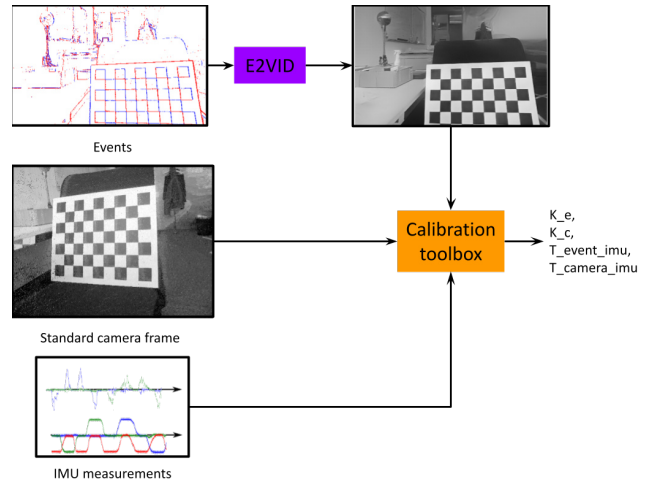 E2VID
Events
Calibration
toolbox
K_e,
K_c,
T_event_imu,
T_camera_imu
Standard camera frame
IMU measurements